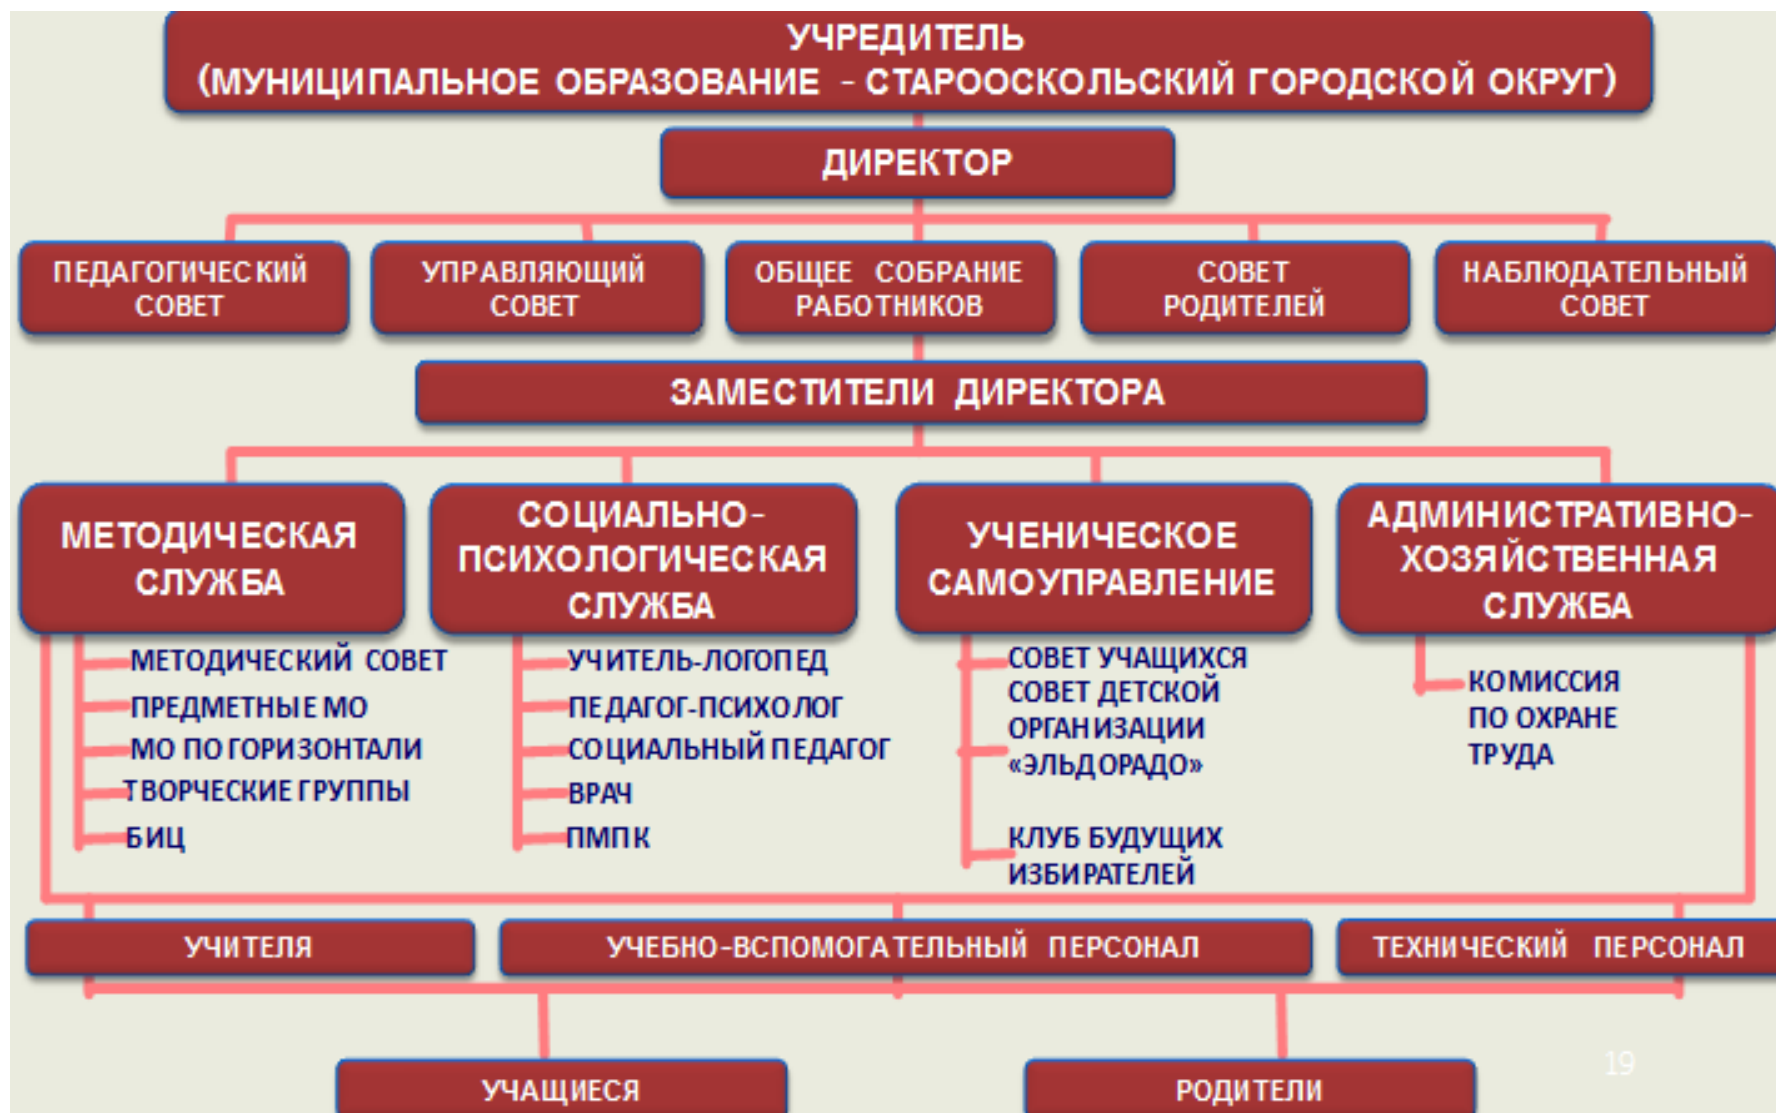 УЧРЕДИТЕЛЬ
(МУНИЦИПАЛЬНОЕ ОБРАЗОВАНИЕ - СТАРООСКОЛЬСКИЙ ГОРОДСКОЙ ОКРУГ)
ДИРЕКТОР
ПЕДАГОГИЧЕСКИЙ
СОВЕТ
УПРАВЛЯЮЩИЙ
СОВЕТ
ОБЩЕЕ СОБРАНИЕ
РАБОТНИКОВ
СОВЕТ
РОДИТЕЛЕЙ
НАБЛЮДАТЕЛЬНЫЙ
СОВЕТ
ЗАМЕСТИТЕЛИ ДИРЕКТОРА
МЕТОДИЧЕСКАЯ
СЛУЖБА
СОЦИАЛЬНО-
ПСИХОЛОГИЧЕСКАЯ
СЛУЖБА
УЧЕНИЧЕСКОЕ
САМОУПРАВЛЕНИЕ
АДМИНИСТРАТИВНО-
ХОЗЯЙСТВЕННАЯ
СЛУЖБА
МЕТОДИЧЕСКИЙ СОВЕТ
ПРЕДМЕТНЫЕ МО
МО ПО ГОРИЗОНТАЛИ
ТВОРЧЕСКИЕ ГРУППЫ
БИЦ
УЧИТЕЛЬ-ЛОГОПЕД
ПЕДАГОГ-ПСИХОЛОГ
СОЦИАЛЬНЫЙ ПЕДАГОГ
ВРАЧ
ПМПК
СОВЕТ УЧАЩИХСЯ
СОВЕТ ДЕТСКОЙ
ОРГАНИЗАЦИИ
«ЭЛЬДОРАДО»
КЛУБ БУДУЩИХ
ИЗБИРАТЕЛЕЙ
КОМИССИЯ
ПО ОХРАНЕ
ТРУДА
УЧИТЕЛЯ
УЧЕБНО-ВСПОМОГАТЕЛЬНЫЙ ПЕРСОНАЛ
ТЕХНИЧЕСКИЙ ПЕРСОНАЛ
УЧАЩИЕСЯ
РОДИТЕЛИ
19